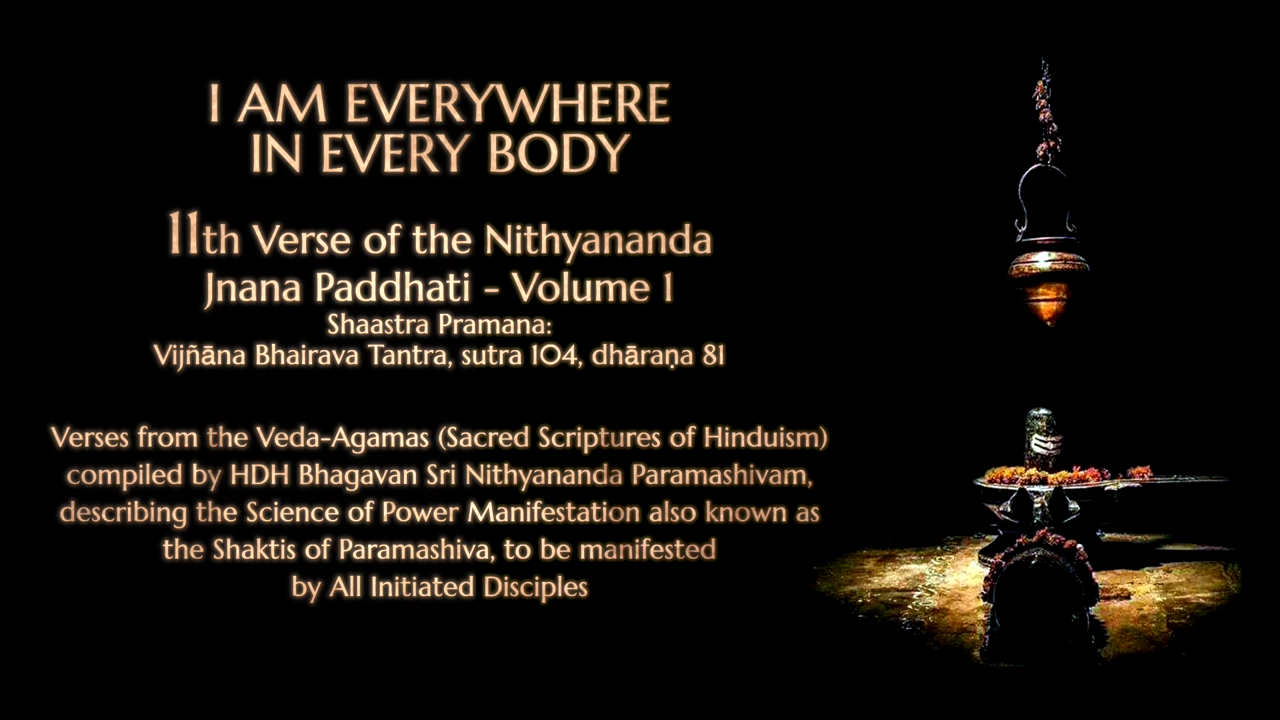 I AM EVERYWHERE
IN EVERY BODY
11th Verse of the Nithyananda
Jnana Paddhati - Volume 1
Shaastra Pramana:
Vijñāna Bhairava Tantra, sutra 104, dhāraṇa 81
Verses from the Veda-Agamas (Sacred Scriptures of Hinduism)
compiled by HDH Bhagavan Sri Nithyananda Paramashivam,
describing the Science of Power Manifestation also known as
the Shaktis of Paramashiva, to be manifested
by All Initiated Disciples